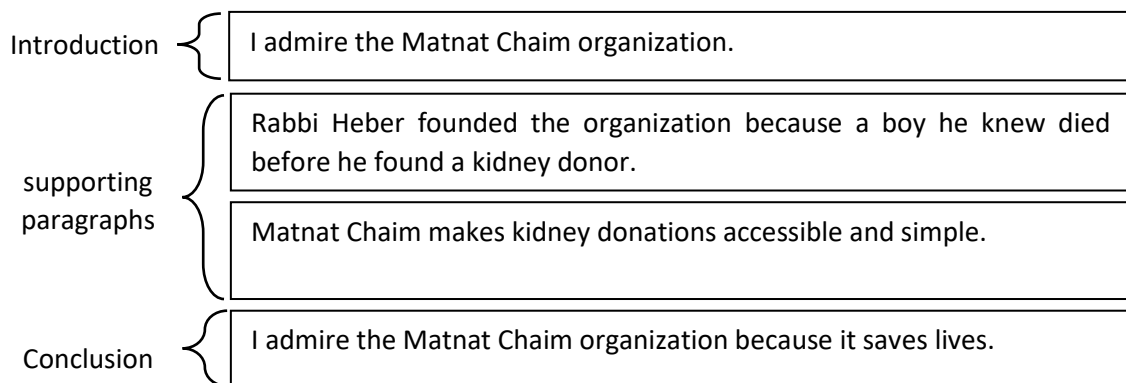 Introduction
I admire the Matnat Chaim organization.
supporting
paragraphs
Rabbi Heber founded the organization because a boy he knew died
before he found a kidney donor.
Matnat Chaim makes kidney donations accessible and simple.
Conclusion
I admire the Matnat Chaim organization because it saves lives.